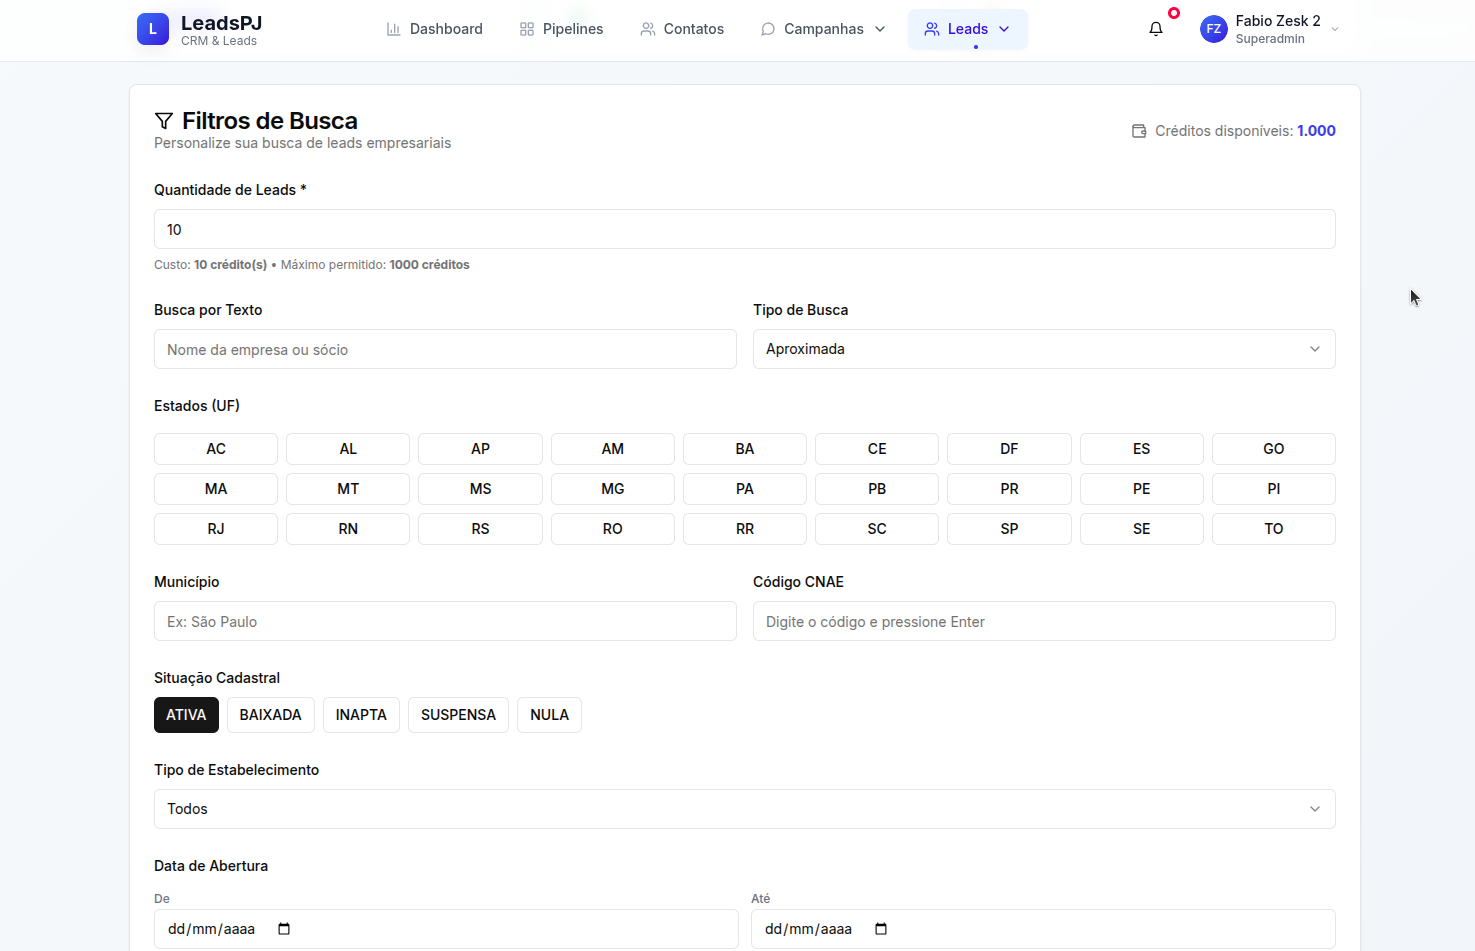 L
LeadsPJ
CRM & Leads
Dashboard
Pipelines
Contatos
Campanhas
Leads
FZ
Fabio Zesk 2
Superadmin
Filtros de Busca
Personalize sua busca de leads empresariais
Créditos disponíveis: 1.000
Quantidade de Leads *
10
Custo: 10 crédito(s) • Máximo permitido: 1000 créditos
Busca por Texto
Tipo de Busca
Nome da empresa ou sócio
Aproximada
Estados (UF)
AC AL AP AM BA CE DF ES GO
MA MT MS MG PA PB PR PE PI
RJ RN RS RO RR SC SP SE TO
Município
Código CNAE
Ex: São Paulo
Digite o código e pressione Enter
Situação Cadastral
ATIVA BAIXADA INAPTA SUSPENSA NULA
Tipo de Estabelecimento
Todos
Data de Abertura
De
Até
dd/mm/aaaa
dd/mm/aaaa